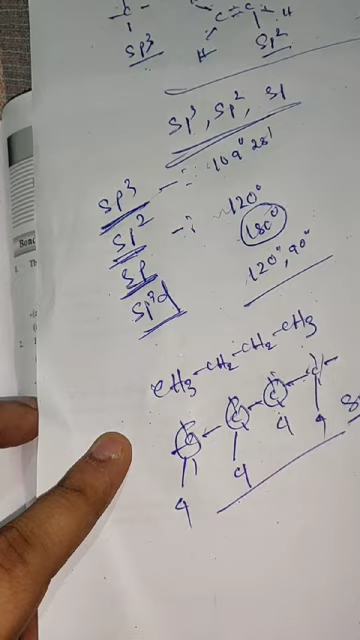 C
C = C
H
H
sp3
sp²
sp³, sp², sp
sp3 -: 109° 28'
sp² -: 120°
sp 180°
sp³d 120°, 90°
CH3-CH2-CH2-CH3
C - C - C - C -
4 4 4 4